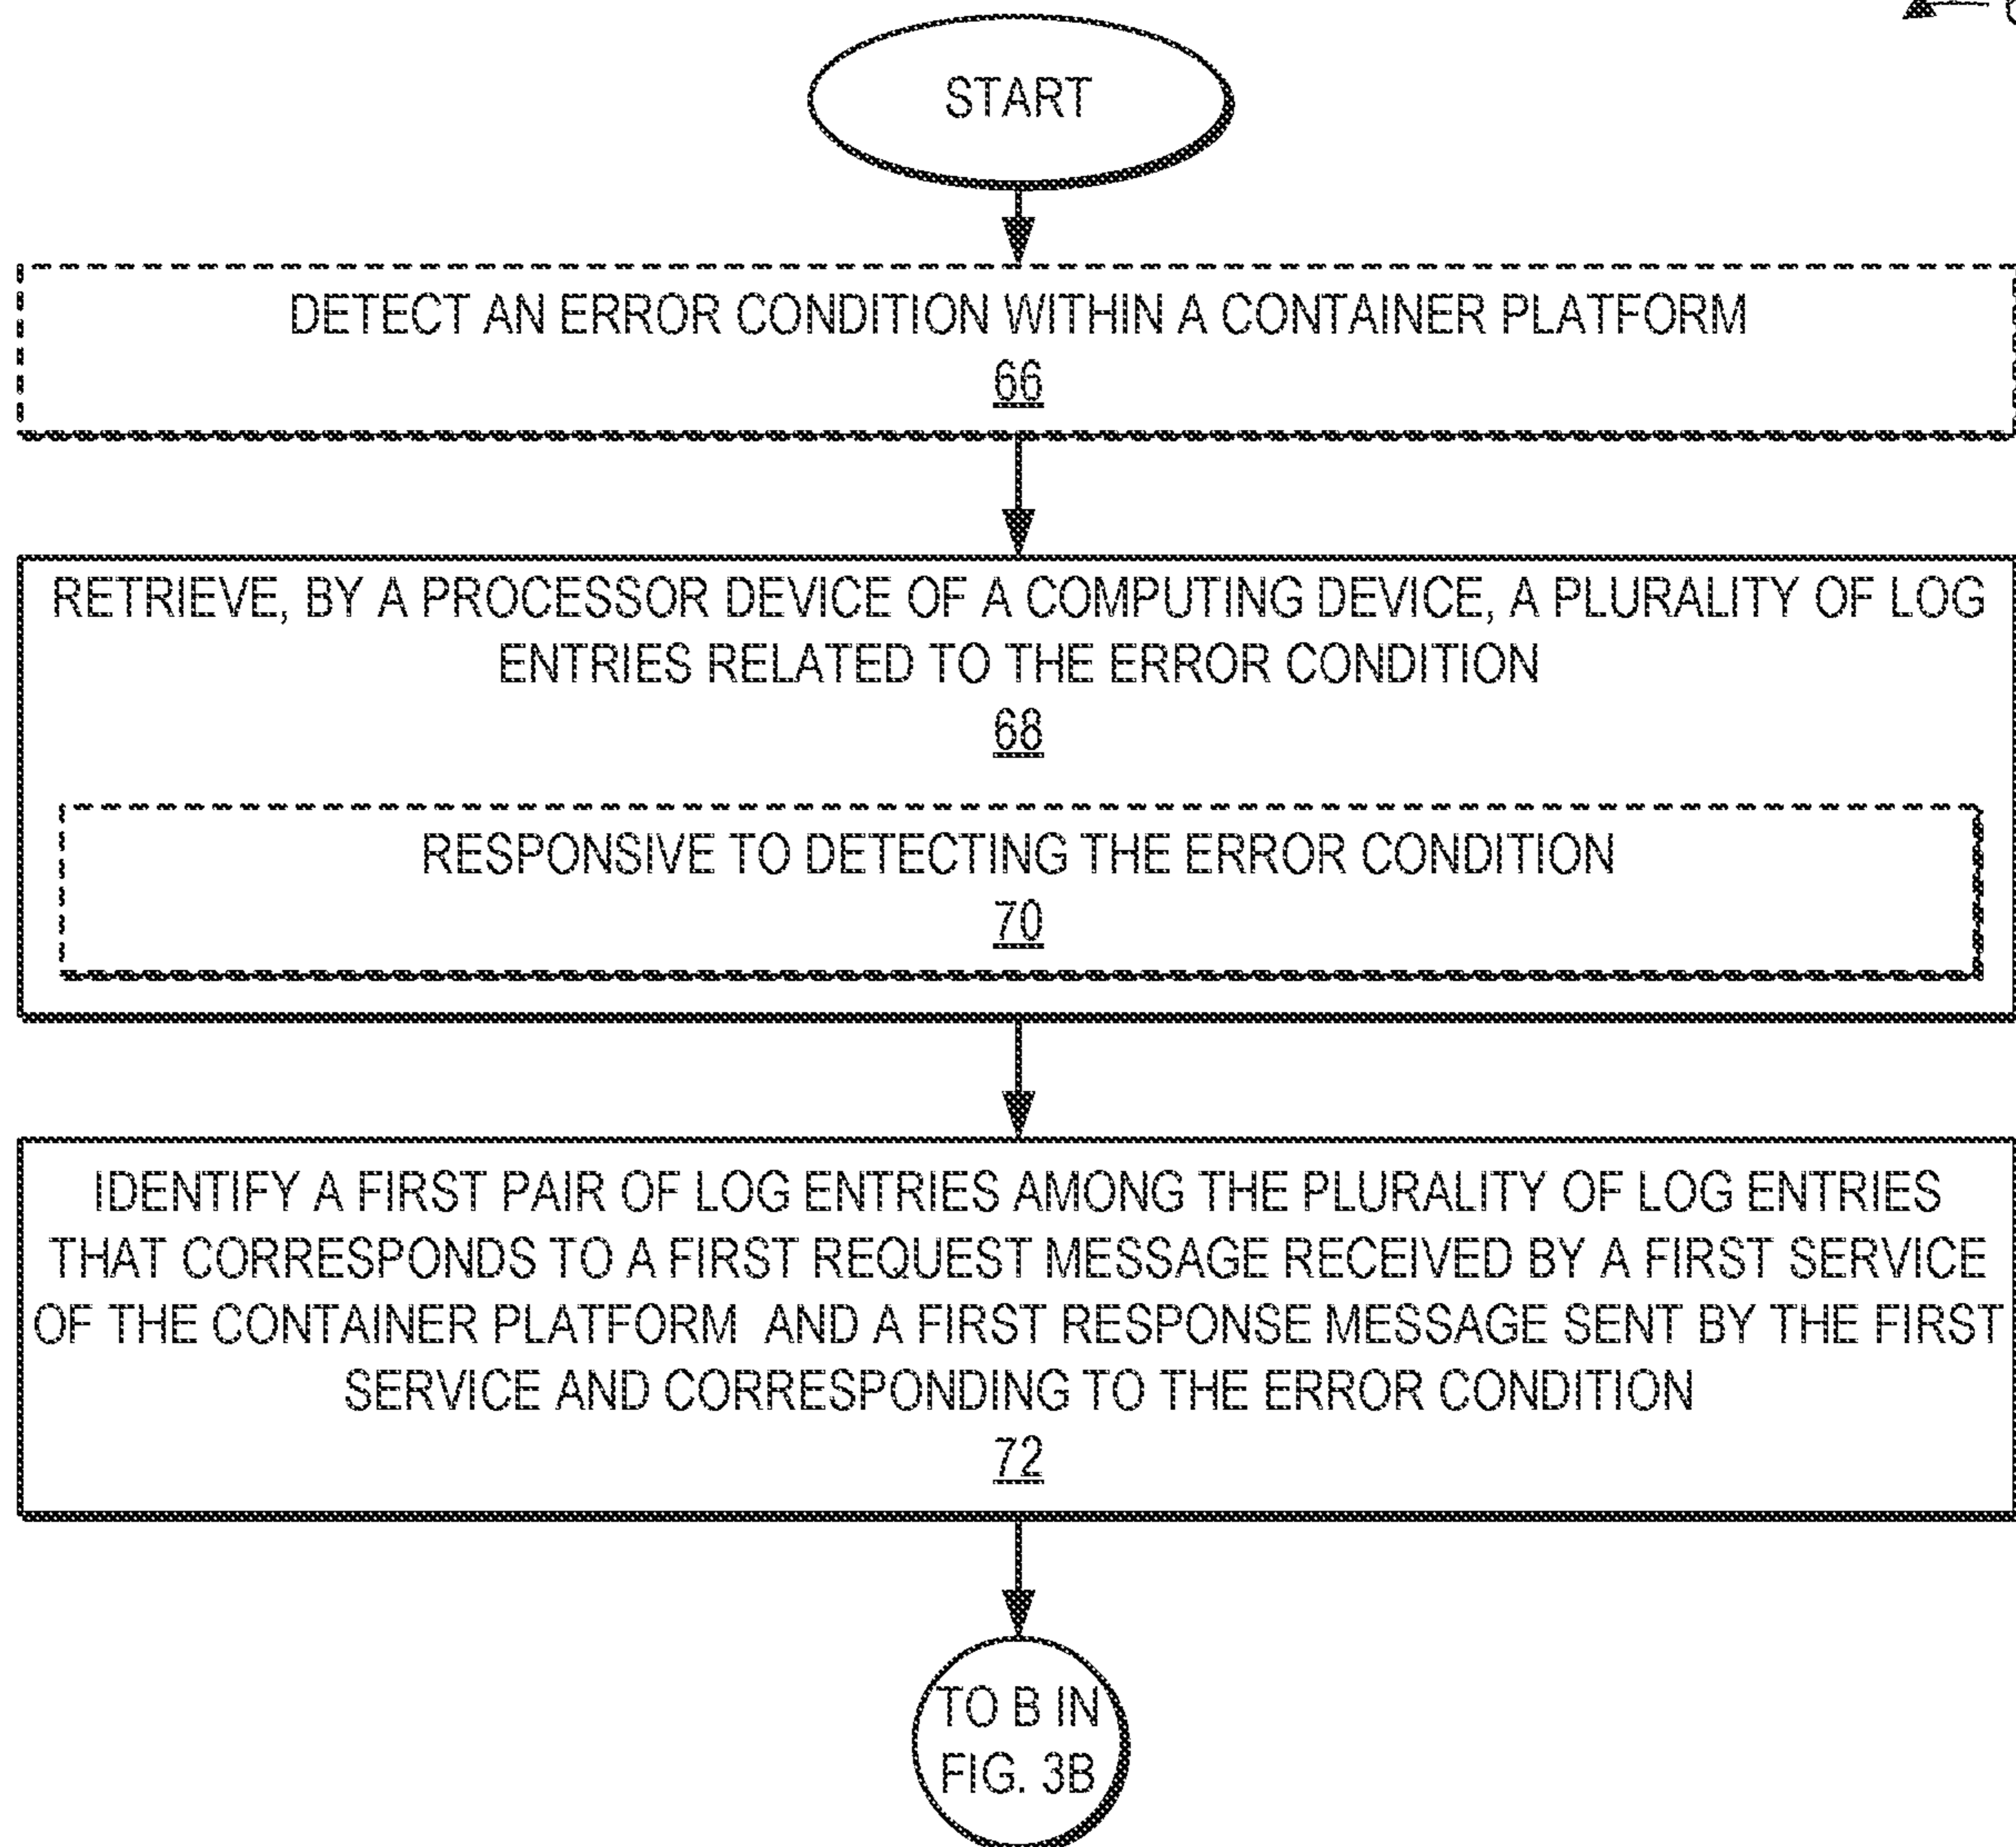 START
DETECT AN ERROR CONDITION WITHIN A CONTAINER PLATFORM
66
RETRIEVE, BY A PROCESSOR DEVICE OF A COMPUTING DEVICE, A PLURALITY OF LOG
ENTRIES RELATED TO THE ERROR CONDITION
68
RESPONSIVE TO DETECTING THE ERROR CONDITION
70
IDENTIFY A FIRST PAIR OF LOG ENTRIES AMONG THE PLURALITY OF LOG ENTRIES
THAT CORRESPONDS TO A FIRST REQUEST MESSAGE RECEIVED BY A FIRST SERVICE
OF THE CONTAINER PLATFORM AND A FIRST RESPONSE MESSAGE SENT BY THE FIRST
SERVICE AND CORRESPONDING TO THE ERROR CONDITION
72
TO B IN
FIG. 3B